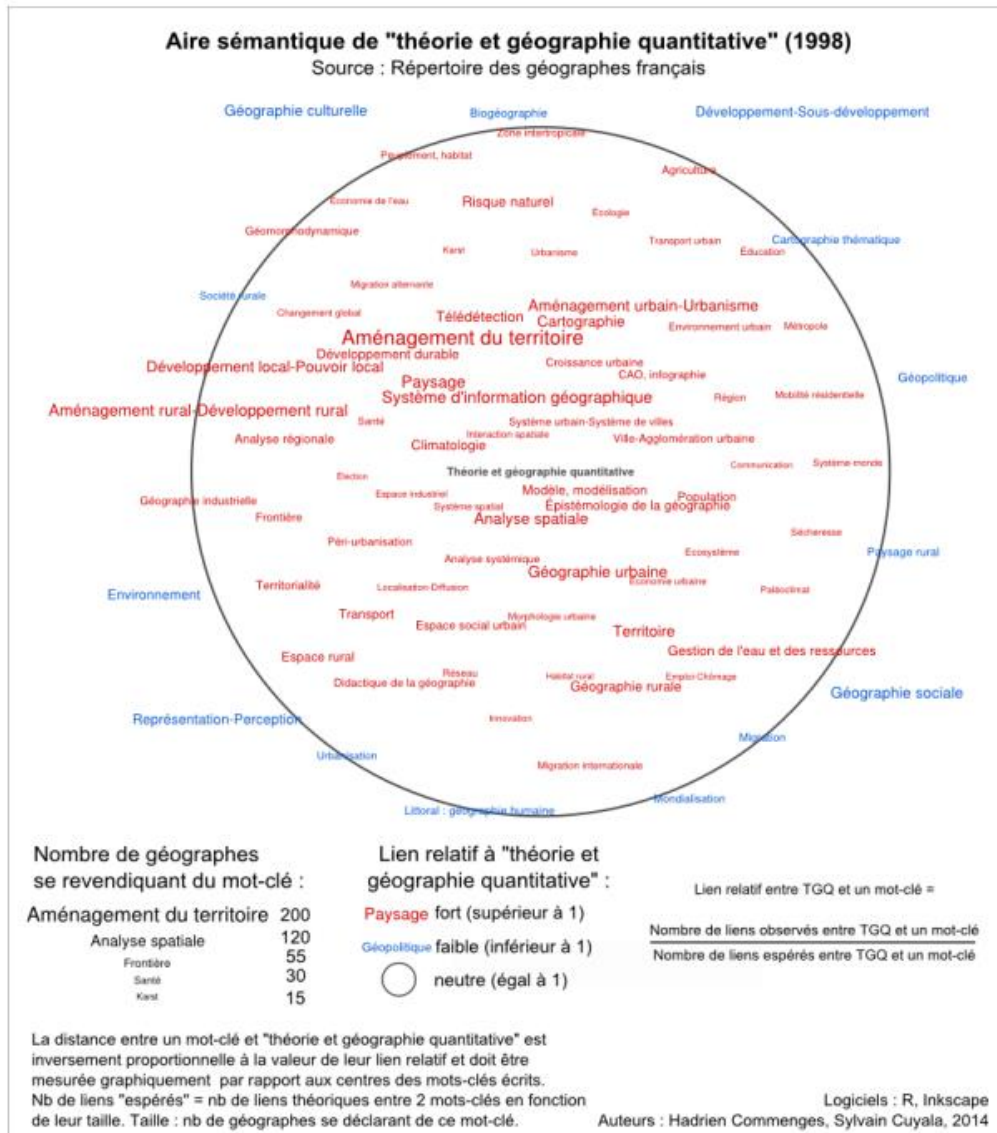 Aire sémantique de "théorie et géographie quantitative" (1998)
Source : Répertoire des géographes français
Géographie culturelle
Biogéographie
Développement-Sous-développement
Zone intertropicale
Peuplement, habitat
Agriculture
Économie de l'eau
Risque naturel
Écologie
Géomorphodynamique
Karst
Urbanisme
Transport urbain
Cartographie thématique
Éducation
Migration alternante
Société rurale
Changement global
Télédétection
Aménagement urbain-Urbanisme
Cartographie
Environnement urbain
Métropole
Aménagement du territoire
Développement durable
Développement local-Pouvoir local
Croissance urbaine
CAO, infographie
Géopolitique
Paysage
Système d'information géographique
Région
Mobilité résidentielle
Aménagement rural-Développement rural
Santé
Système urbain-Système de villes
Analyse régionale
Interaction spatiale
Climatologie
Ville-Agglomération urbaine
Théorie et géographie quantitative
Communication
Système-monde
Élection
Géographie industrielle
Espace industriel
Modèle, modélisation
Population
Système spatial
Épistémologie de la géographie
Frontière
Analyse spatiale
Sécheresse
Péri-urbanisation
Écosystème
Paysage rural
Analyse systémique
Géographie urbaine
Économie urbaine
Environnement
Territorialité
Localisation-Diffusion
Paléoclimat
Transport
Espace social urbain
Morphologie urbaine
Territoire
Espace rural
Gestion de l'eau et des ressources
Didactique de la géographie
Réseau
Habitat rural
Emploi-Chômage
Géographie rurale
Géographie sociale
Représentation-Perception
Innovation
Urbanisation
Migration
Migration internationale
Mondialisation
Littoral : géographie humaine
Nombre de géographes
se revendiquant du mot-clé :
Aménagement du territoire 200
Analyse spatiale 120
Frontière 55
Santé 30
Karst 15
Lien relatif à "théorie et
géographie quantitative" :
Paysage fort (supérieur à 1)
Géopolitique faible (inférieur à 1)
neutre (égal à 1)
Lien relatif entre TGQ et un mot-clé =
Nombre de liens observés entre TGQ et un mot-clé
Nombre de liens espérés entre TGQ et un mot-clé
La distance entre un mot-clé et "théorie et géographie quantitative" est
inversement proportionnelle à la valeur de leur lien relatif et doit être
mesurée graphiquement par rapport aux centres des mots-clés écrits.
Nb de liens "espérés" = nb de liens théoriques entre 2 mots-clés en fonction
de leur taille. Taille : nb de géographes se déclarant de ce mot-clé.
Logiciels : R, Inkscape
Auteurs : Hadrien Commenges, Sylvain Cuyala, 2014